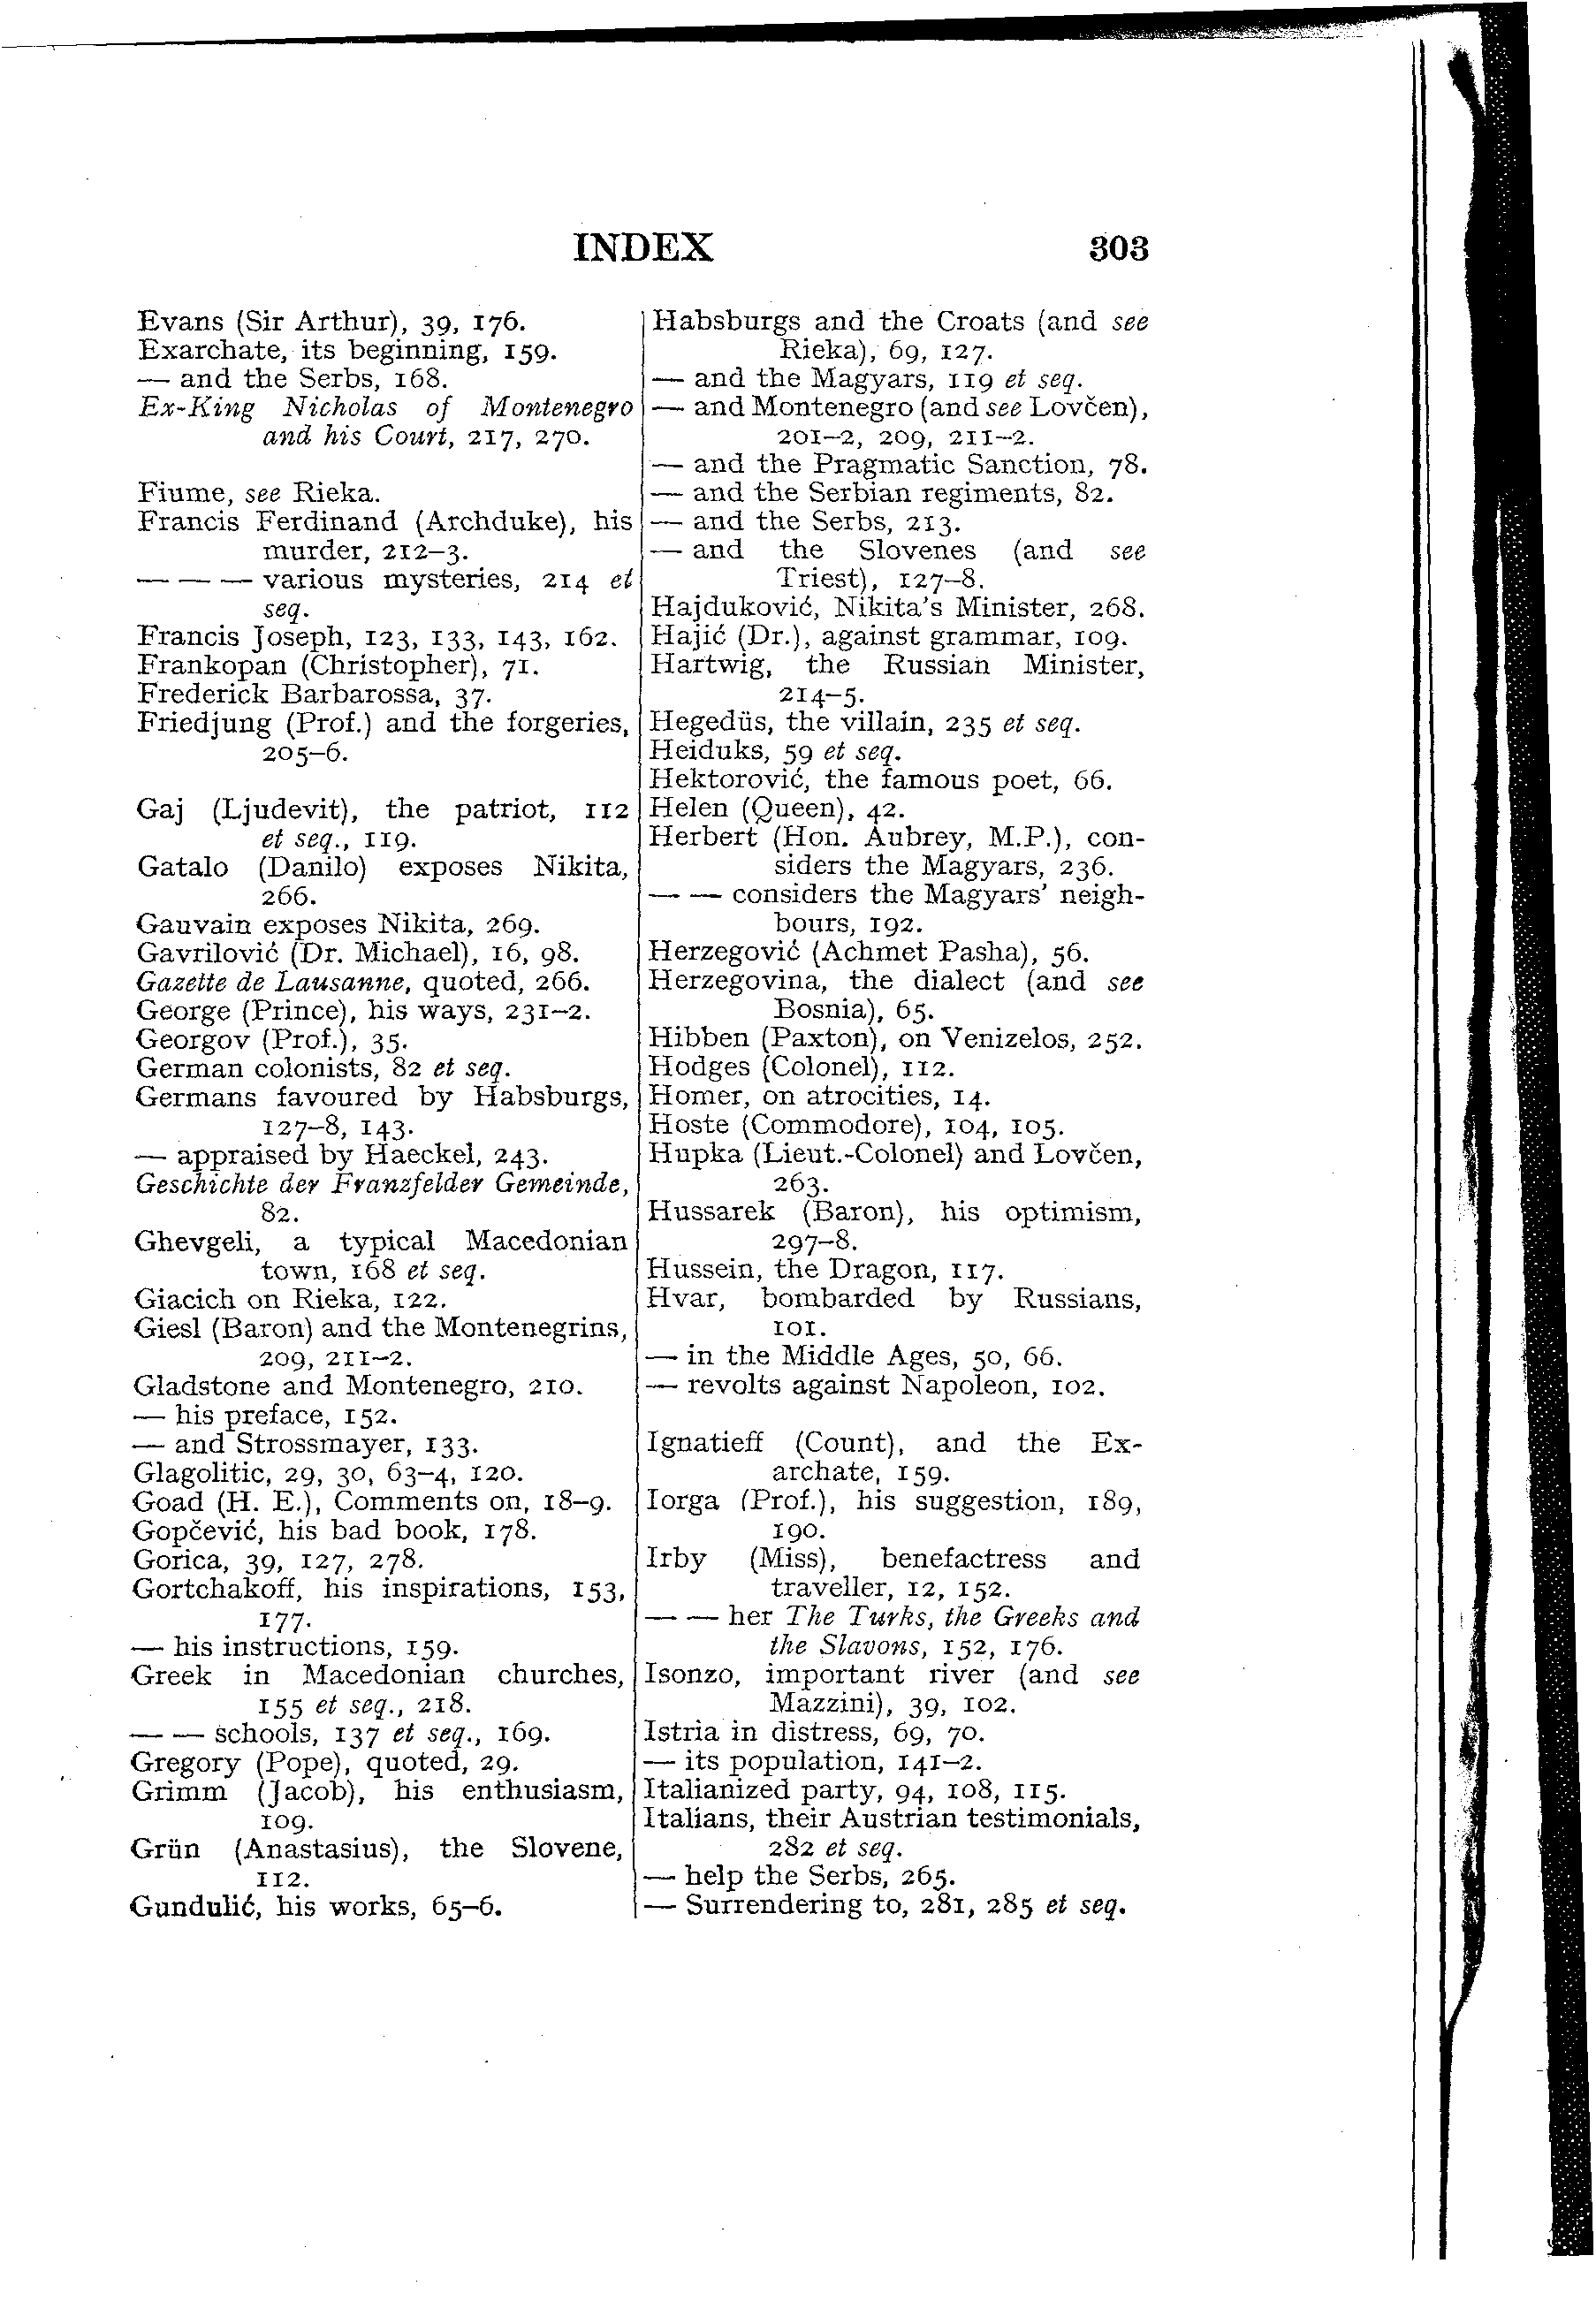 INDEX 303
Evans (Sir Arthur), 39, 176.
Exarchate, its beginning, 159.
— and the Serbs, 168.
Ex-King Nicholas of Montenegro
and his Court, 217, 270.
Fiume, see Rieka.
Francis Ferdinand (Archduke), his
murder, 212–3.
— — — various mysteries, 214 et
seq.
Francis Joseph, 123, 133, 143, 162.
Frankopan (Christopher), 71.
Frederick Barbarossa, 37.
Friedjung (Prof.) and the forgeries,
205–6.
Gaj (Ljudevit), the patriot, 112
et seq., 119.
Gatalo (Danilo) exposes Nikita,
266.
Gauvain exposes Nikita, 269.
Gavrilović (Dr. Michael), 16, 98.
Gazette de Lausanne, quoted, 266.
George (Prince), his ways, 231–2.
Georgov (Prof.), 35.
German colonists, 82 et seq.
Germans favoured by Habsburgs,
127–8, 143.
— appraised by Haeckel, 243.
Geschichte der Franzfelder Gemeinde,
82.
Ghevgeli, a typical Macedonian
town, 168 et seq.
Giacich on Rieka, 122.
Giesl (Baron) and the Montenegrins,
209, 211–2.
Gladstone and Montenegro, 210.
— his preface, 152.
— and Strossmayer, 133.
Glagolitic, 29, 30, 63–4, 120.
Goad (H. E.), Comments on, 18–9.
Gopčević, his bad book, 178.
Gorica, 39, 127, 278.
Gortchakoff, his inspirations, 153,
177.
— his instructions, 159.
Greek in Macedonian churches,
155 et seq., 218.
— — schools, 137 et seq., 169.
Gregory (Pope), quoted, 29.
Grimm (Jacob), his enthusiasm,
109.
Grün (Anastasius), the Slovene,
112.
Gundulić, his works, 65–6.
Habsburgs and the Croats (and see
Rieka), 69, 127.
— and the Magyars, 119 et seq.
— and Montenegro (and see Lovčen),
201–2, 209, 211–2.
— and the Pragmatic Sanction, 78.
— and the Serbian regiments, 82.
— and the Serbs, 213.
— and the Slovenes (and see
Triest), 127–8.
Hajduković, Nikita's Minister, 268.
Hajić (Dr.), against grammar, 109.
Hartwig, the Russian Minister,
214–5.
Hegedüs, the villain, 235 et seq.
Heiduks, 59 et seq.
Hektorović, the famous poet, 66.
Helen (Queen), 42.
Herbert (Hon. Aubrey, M.P.), con-
siders the Magyars, 236.
— — considers the Magyars' neigh-
bours, 192.
Herzegović (Achmet Pasha), 56.
Herzegovina, the dialect (and see
Bosnia), 65.
Hibben (Paxton), on Venizelos, 252.
Hodges (Colonel), 112.
Homer, on atrocities, 14.
Hoste (Commodore), 104, 105.
Hupka (Lieut.-Colonel) and Lovčen,
263.
Hussarek (Baron), his optimism,
297–8.
Hussein, the Dragon, 117.
Hvar, bombarded by Russians,
101.
— in the Middle Ages, 50, 66.
— revolts against Napoleon, 102.
Ignatieff (Count), and the Ex-
archate, 159.
Iorga (Prof.), his suggestion, 189,
190.
Irby (Miss), benefactress and
traveller, 12, 152.
— — her The Turks, the Greeks and
the Slavons, 152, 176.
Isonzo, important river (and see
Mazzini), 39, 102.
Istria in distress, 69, 70.
— its population, 141–2.
Italianized party, 94, 108, 115.
Italians, their Austrian testimonials,
282 et seq.
— help the Serbs, 265.
— Surrendering to, 281, 285 et seq.